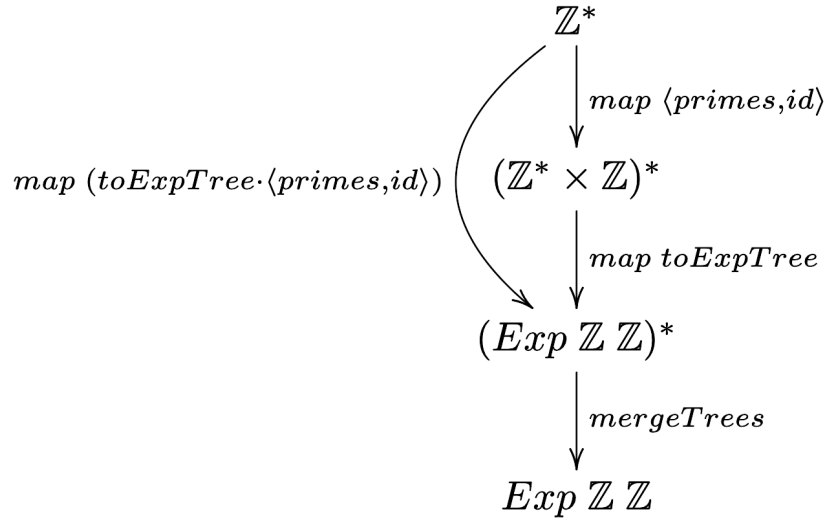 ℤ*
map ⟨primes,id⟩
map (toExpTree·⟨primes,id⟩)
(ℤ* × ℤ)*
map toExpTree
(Exp ℤ ℤ)*
mergeTrees
Exp ℤ ℤ